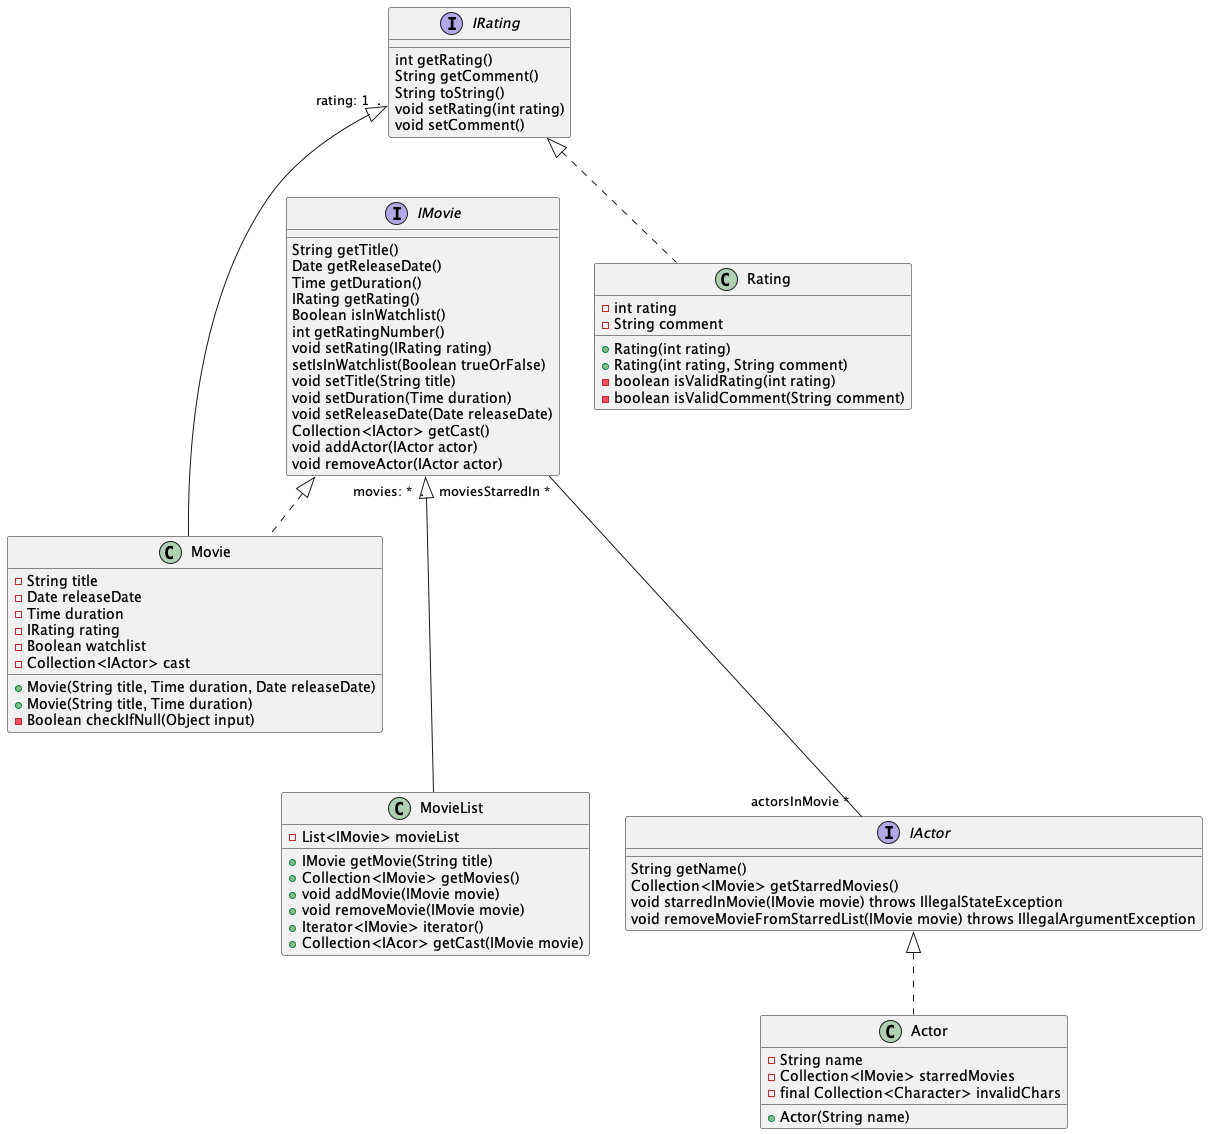 I IRating
int getRating()
String getComment()
String toString()
void setRating(int rating)
void setComment()
rating: 1 .
I IMovie
String getTitle()
Date getReleaseDate()
Time getDuration()
IRating getRating()
Boolean isInWatchlist()
int getRatingNumber()
void setRating(IRating rating)
setIsInWatchlist(Boolean trueOrFalse)
void setTitle(String title)
void setDuration(Time duration)
void setReleaseDate(Date releaseDate)
Collection<IActor> getCast()
void addActor(IActor actor)
void removeActor(IActor actor)
C Rating
int rating
String comment
Rating(int rating)
Rating(int rating, String comment)
boolean isValidRating(int rating)
boolean isValidComment(String comment)
movies: * .
moviesStarredIn *
C Movie
String title
Date releaseDate
Time duration
IRating rating
Boolean watchlist
Collection<IActor> cast
Movie(String title, Time duration, Date releaseDate)
Movie(String title, Time duration)
Boolean checkIfNull(Object input)
C MovieList
List<IMovie> movieList
IMovie getMovie(String title)
Collection<IMovie> getMovies()
void addMovie(IMovie movie)
void removeMovie(IMovie movie)
Iterator<IMovie> iterator()
Collection<IAcor> getCast(IMovie movie)
actorsInMovie *
I IActor
String getName()
Collection<IMovie> getStarredMovies()
void starredInMovie(IMovie movie) throws IllegalStateException
void removeMovieFromStarredList(IMovie movie) throws IllegalArgumentException
C Actor
String name
Collection<IMovie> starredMovies
final Collection<Character> invalidChars
Actor(String name)